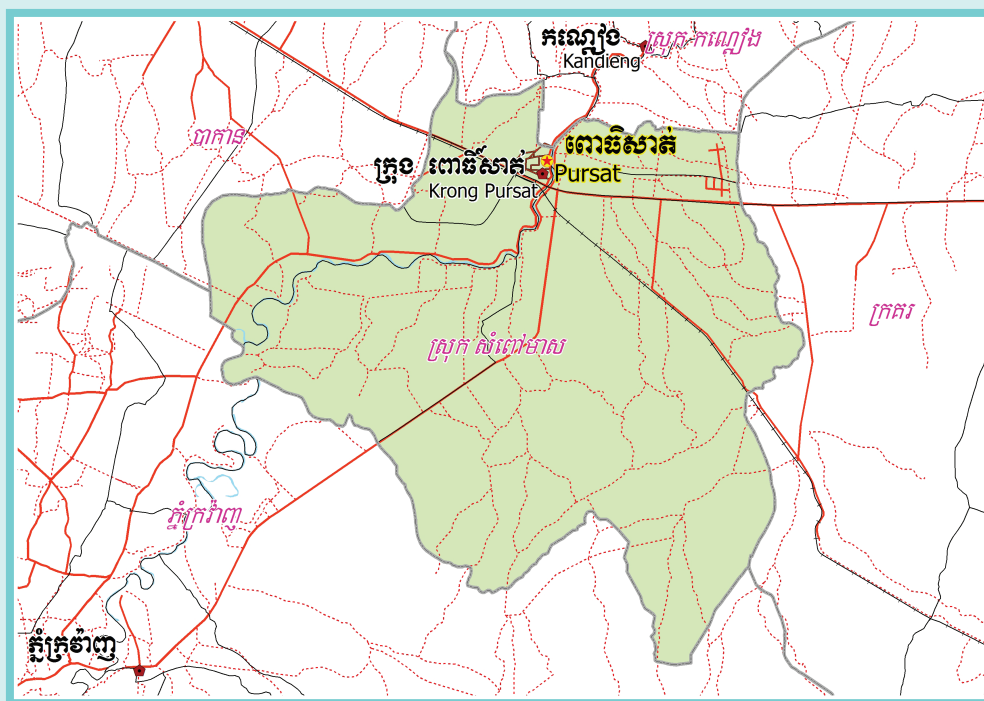 កណ្ដៀង
Kandieng
ស្រុក កណ្ដៀង
បាកាន
ពោធិសាត់
Pursat
ក្រុង ពោធិ៍សាត់
Krong Pursat
ក្រគរ
ស្រុក សំពៅមាស
ភ្នំក្រវ៉ាញ
ភ្នំក្រវ៉ាញ